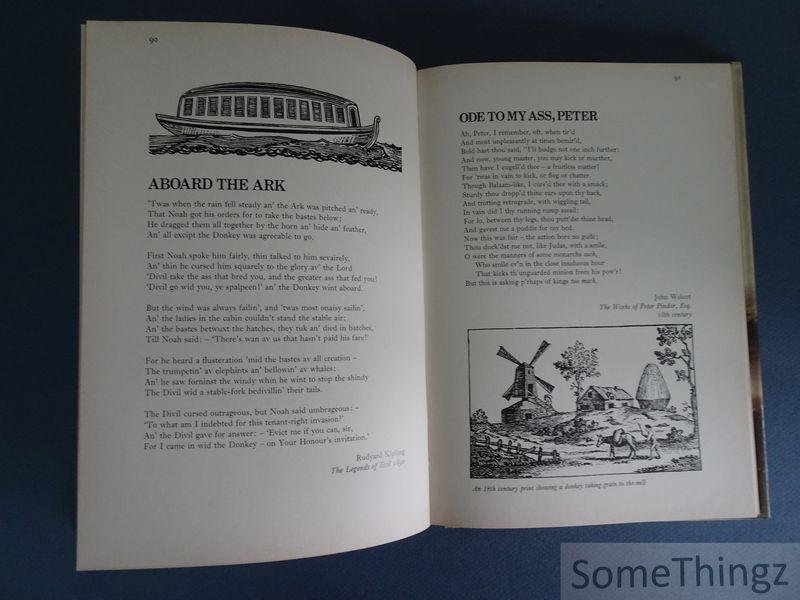 90
ABOARD THE ARK
'Twas when the rain fell steady an' the Ark was pitched an' ready,
That Noah got his orders for to take the bastes below;
He dragged them all together by the horn an' hide an' feather,
An' all excipt the Donkey was agreeable to go.
First Noah spoke him fairly, thin talked to him sevairely,
An' thin he cursed him squarely to the glory av' the Lord
'Divil take the ass that bred you, and the greater ass that fed you!
'Divil go wid you, ye spalpeen!' an' the Donkey wint aboard.
But the wind was always failin', and 'twas most onaisy sailin',
An' the ladies in the cabin couldn't stand the stable air;
An' the bastes betwuxt the hatches, they tuk an' died in batches,
Till Noah said: – 'There's wan av us that hasn't paid his fare!'
For he heard a flusteration 'mid the bastes av all creation –
The trumpetin' av elephints an' bellowin' av whales;
An' he saw forninst the windy whin he wint to stop the shindy
The Divil wid a stable-fork bedivillin' their tails.
The Divil cursed outrageous, but Noah said umbrageous: –
'To what am I indebted for this tenant-right invasion?'
An' the Divil gave for answer: – 'Evict me if you can, sir,
For I came in wid the Donkey – on Your Honour's invitation.'
Rudyard Kipling
The Legends of Evil 1890
91
ODE TO MY ASS, PETER
Ah, Peter, I remember, oft, when tir'd
And most unpleasantly at times bemir'd,
Bold hast thou said, "I'll budge not one inch further:
And now, young master, you may kick or murther,
Then have I cugell'd thee – a fruitless matter!
For 'twas in vain to kick, or flog or chatter.
Though Balaam-like, I curs'd thee with a smack;
Sturdy thou dropp'd thine ears upon thy back,
And trotting retrograde, with wiggling tail,
In vain did I thy running rump assail:
For lo, between thy legs, thou putt'dst thine head,
And gavest me a puddle for my bed.
Now this was fair – the action bore no guile;
Thou duck'dst me not, like Judas, with a smile,
O were the manners of some monarchs such,
Who smile ev'n in the close insiduous hour
That kicks th'unguarded minion from his pow'r!
But this is asking p'rhaps of kings too much.
John Wolcot
The Works of Peter Pindar, Esq.
18th century
An 18th century print showing a donkey taking grain to the mill
SomeThingz